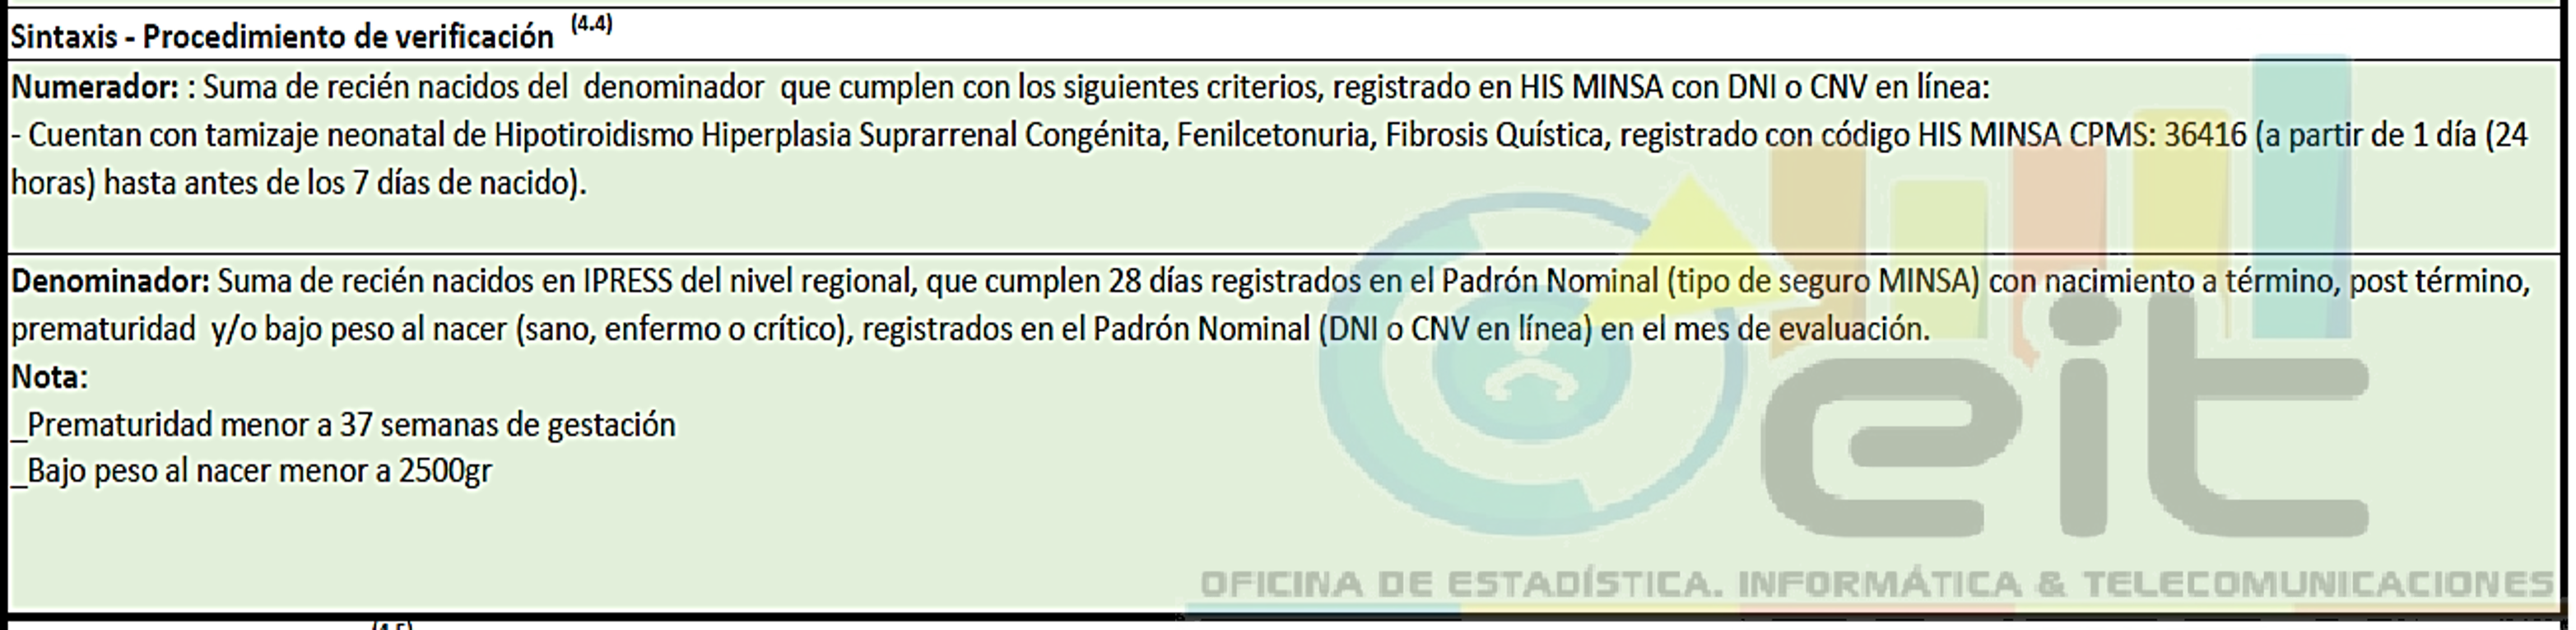 Sintaxis - Procedimiento de verificación (4.4)
Numerador: : Suma de recién nacidos del denominador que cumplen con los siguientes criterios, registrado en HIS MINSA con DNI o CNV en línea:
- Cuentan con tamizaje neonatal de Hipotiroidismo Hiperplasia Suprarrenal Congénita, Fenilcetonuria, Fibrosis Quística, registrado con código HIS MINSA CPMS: 36416 (a partir de 1 día (24
horas) hasta antes de los 7 días de nacido).
Denominador: Suma de recién nacidos en IPRESS del nivel regional, que cumplen 28 días registrados en el Padrón Nominal (tipo de seguro MINSA) con nacimiento a término, post término,
prematuridad y/o bajo peso al nacer (sano, enfermo o crítico), registrados en el Padrón Nominal (DNI o CNV en línea) en el mes de evaluación.
Nota:
_Prematuridad menor a 37 semanas de gestación
_Bajo peso al nacer menor a 2500gr
eit
OFICINA DE ESTADÍSTICA. INFORMÁTICA & TELECOMUNICACIONES